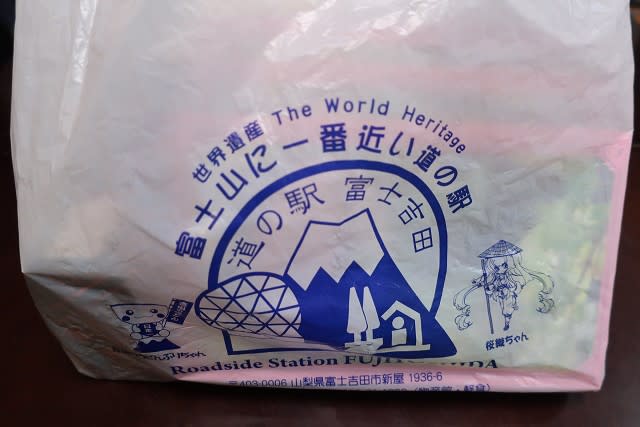 世界遺産 The World Heritage
富士山に一番近い道の駅
道の駅 富士吉田
桜織ちゃん
Roadside Station
〒403-0006 山梨県富士吉田市新屋 1936-6